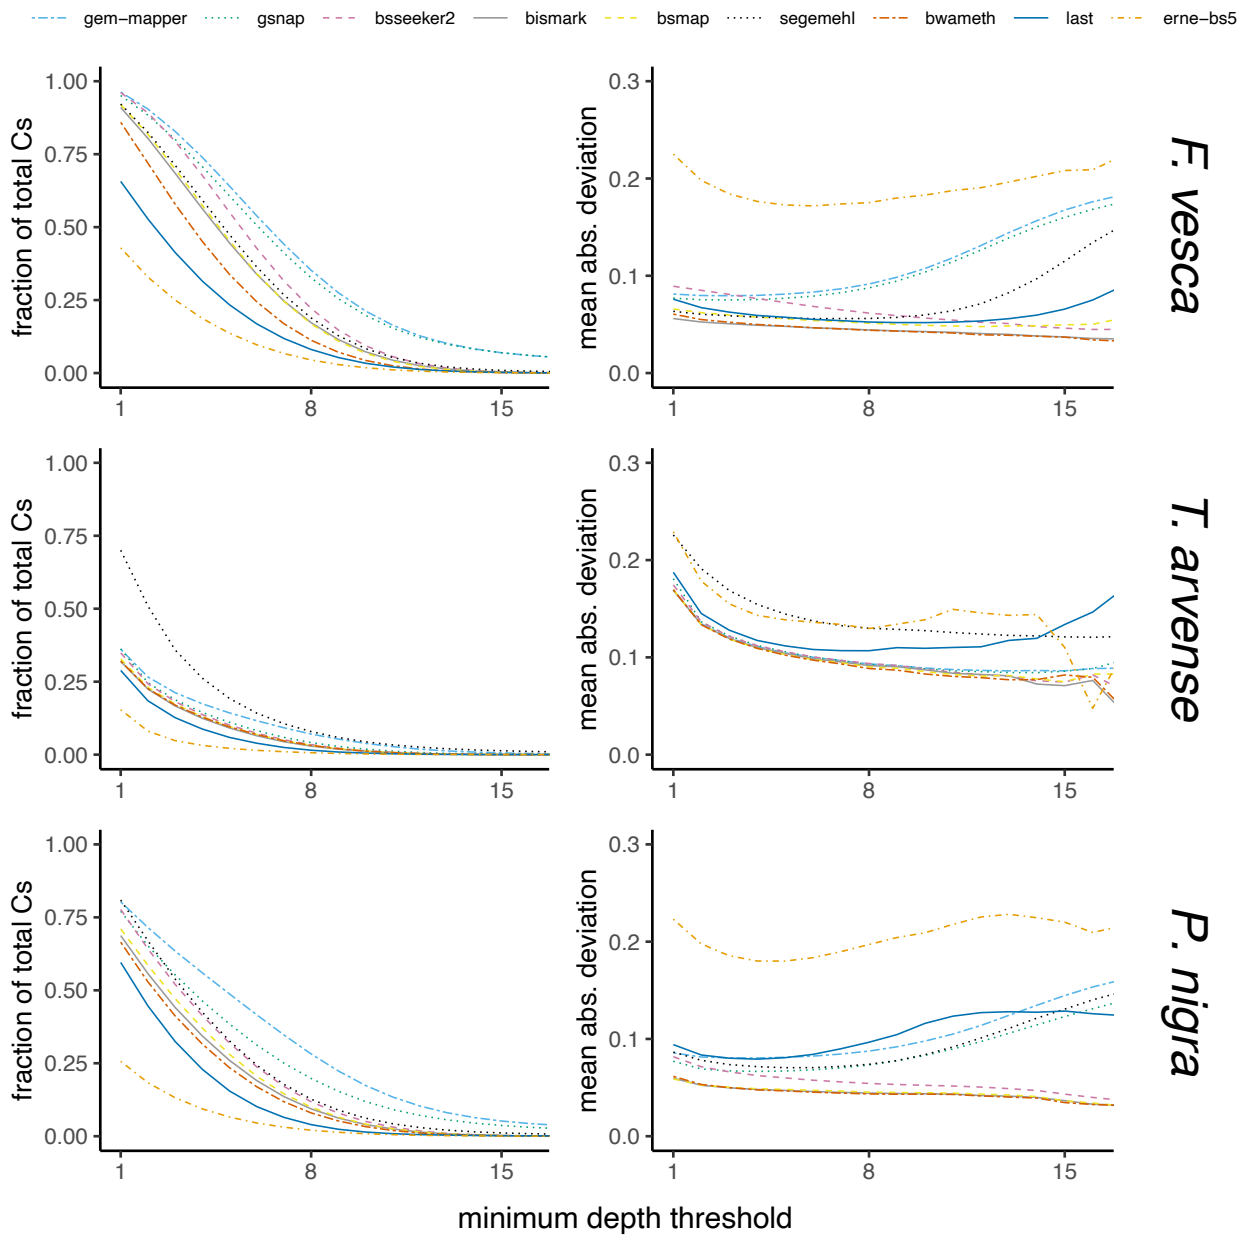 gem−mapper gsnap bsseeker2 bismark bsmap segemehl bwameth last erne−bs5
fraction of total Cs
1.00
0.75
0.50
0.25
0.00
1 8 15
mean abs. deviation
0.3
0.2
0.1
0.0
1 8 15
F. vesca
fraction of total Cs
1.00
0.75
0.50
0.25
0.00
1 8 15
mean abs. deviation
0.3
0.2
0.1
0.0
1 8 15
T. arvense
fraction of total Cs
1.00
0.75
0.50
0.25
0.00
1 8 15
mean abs. deviation
0.3
0.2
0.1
0.0
1 8 15
P. nigra
minimum depth threshold